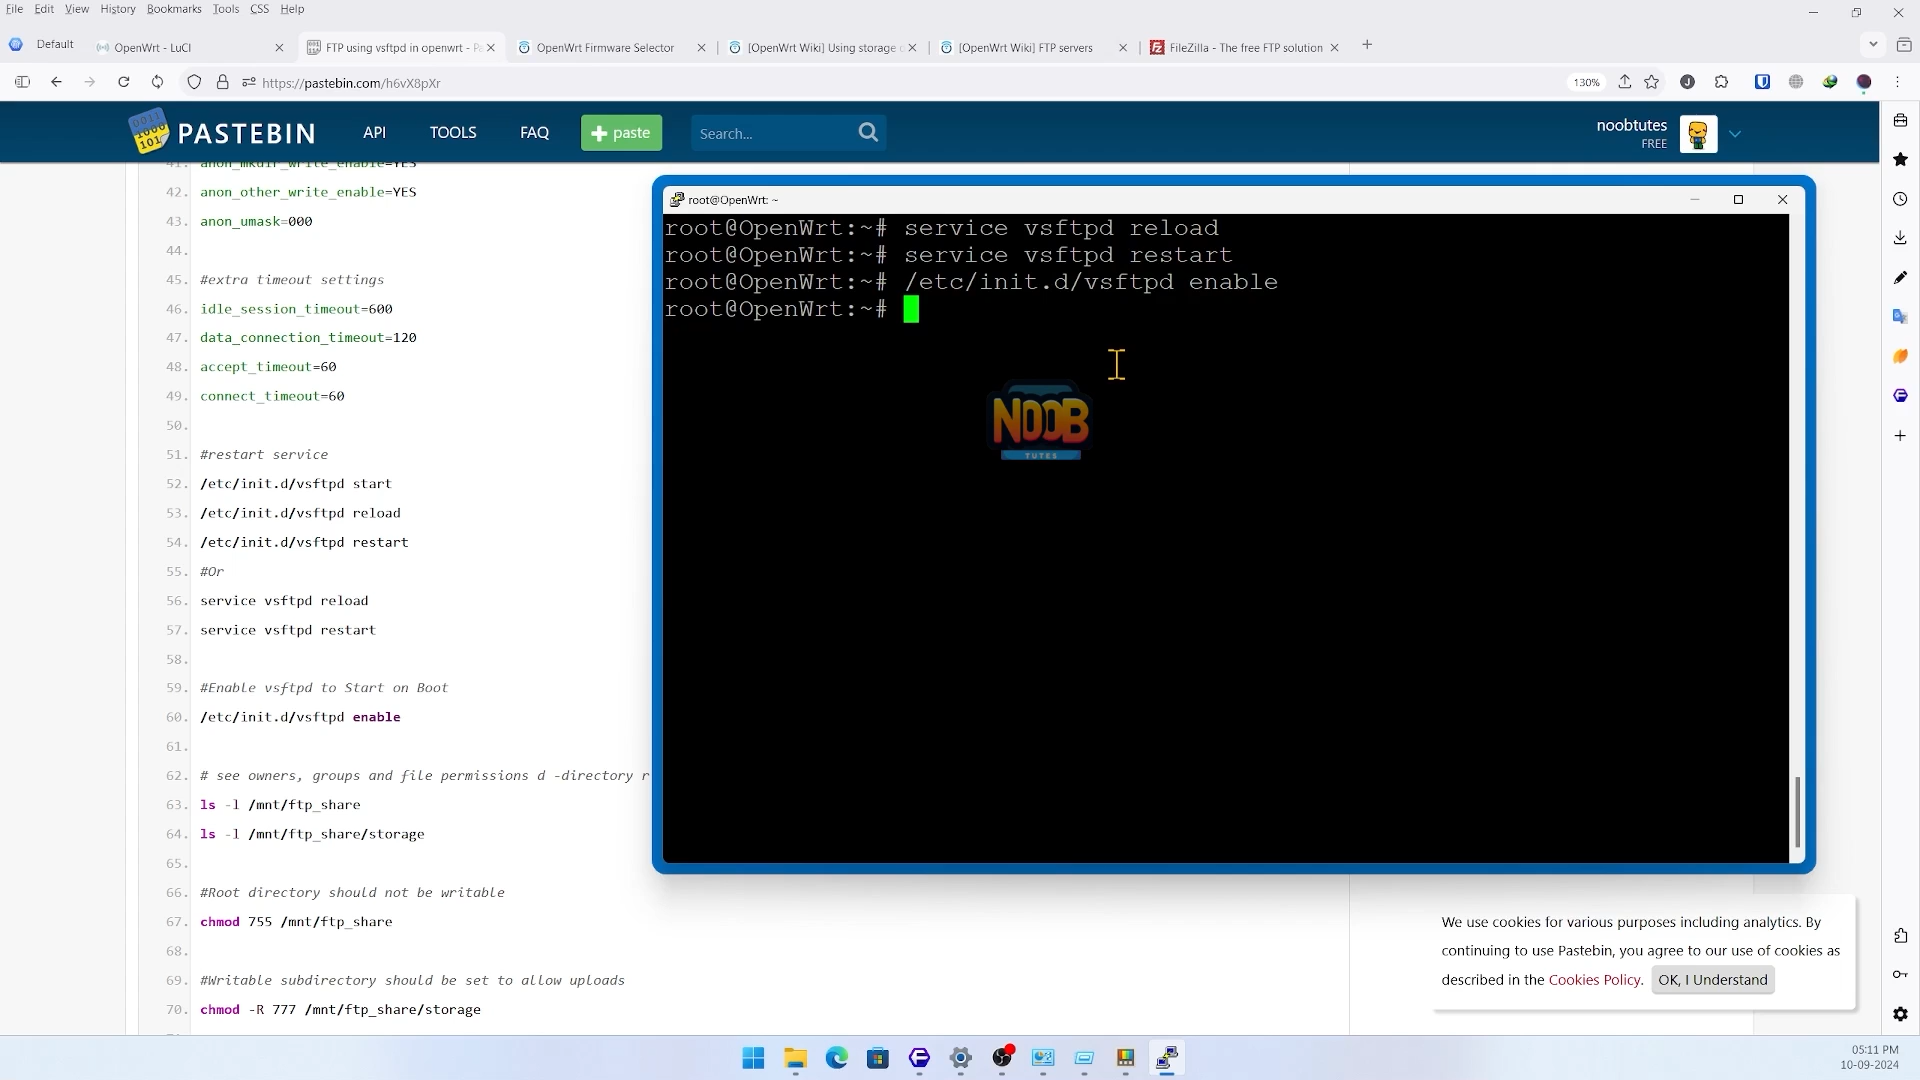 File Edit View History Bookmarks Tools CSS Help
Default
OpenWrt - LuCI
FTP using vsftpd in openwrt - Pa
OpenWrt Firmware Selector
[OpenWrt Wiki] Using storage
[OpenWrt Wiki] FTP servers
FileZilla - The free FTP solution
https://pastebin.com/h6vX8pXr
130%
PASTEBIN
API
TOOLS
FAQ
paste
Search...
noobtutes
FREE
41. anon_mkdir_write_enable=YES
42. anon_other_write_enable=YES
43. anon_umask=000
44.
45. #extra timeout settings
46. idle_session_timeout=600
47. data_connection_timeout=120
48. accept_timeout=60
49. connect_timeout=60
50.
51. #restart service
52. /etc/init.d/vsftpd start
53. /etc/init.d/vsftpd reload
54. /etc/init.d/vsftpd restart
55. #Or
56. service vsftpd reload
57. service vsftpd restart
58.
59. #Enable vsftpd to Start on Boot
60. /etc/init.d/vsftpd enable
61.
62. # see owners, groups and file permissions d -directory r
63. ls -l /mnt/ftp_share
64. ls -l /mnt/ftp_share/storage
65.
66. #Root directory should not be writable
67. chmod 755 /mnt/ftp_share
68.
69. #Writable subdirectory should be set to allow uploads
70. chmod -R 777 /mnt/ftp_share/storage
root@OpenWrt: ~
root@OpenWrt:~# service vsftpd reload
root@OpenWrt:~# service vsftpd restart
root@OpenWrt:~# /etc/init.d/vsftpd enable
root@OpenWrt:~#
NOOB
TUTES
We use cookies for various purposes including analytics. By
continuing to use Pastebin, you agree to our use of cookies as
described in the Cookies Policy. OK, I Understand
05:11 PM
10-09-2024